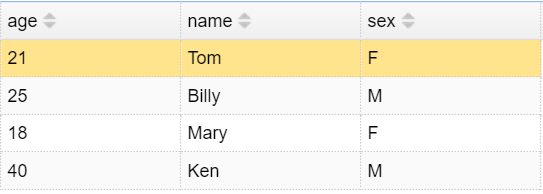 age name sex
21 Tom F
25 Billy M
18 Mary F
40 Ken M